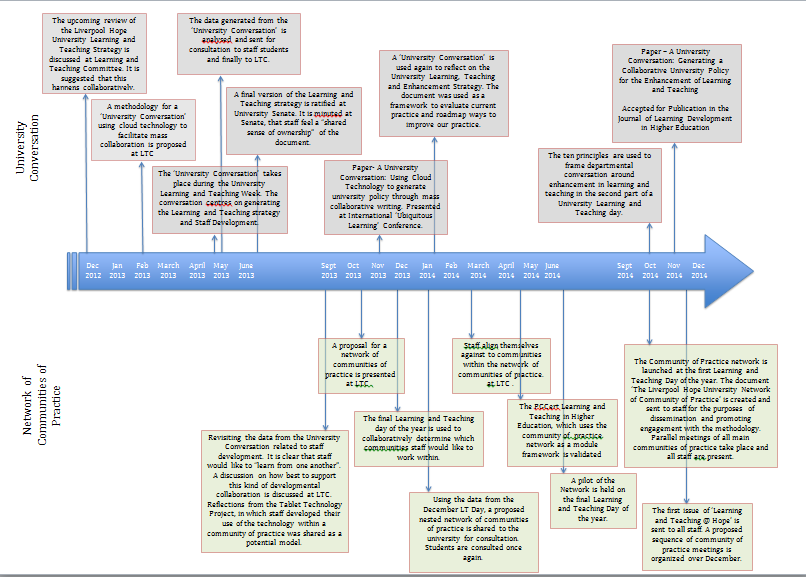 The upcoming review of
the Liverpool Hope
University Learning and
Teaching Strategy is
discussed at Learning and
Teaching Committee. It is
suggested that this
hannens collaboratively.
The data generated from the
'University Conversation' is
analysed, and sent for
consultation to staff students
and finally to LTC.
A 'University Conversation' is
used again to reflect on the
University Learning, Teaching
and Enhancement Strategy. The
document was used as a
framework to evaluate current
practice and roadmap ways to
improve our practice.
Paper – A University
Conversation: Generating a
Collaborative University Policy
for the Enhancement of Learning
and Teaching
Accepted for Publication in the
Journal of Learning Development
in Higher Education
A methodology for a
'University Conversation'
using cloud technology to
facilitate mass
collaboration is proposed
at LTC
A final version of the Learning and
Teaching strategy is ratified at
University Senate. It is minuted at
Senate, that staff feel a "shared
sense of ownership" of the
document.
University
Conversation
The 'University Conversation' takes
place during the University
Learning and Teaching Week. The
conversation centres on generating
the Learning and Teaching strategy
and Staff Development.
Paper- A University
Conversation: Using Cloud
Technology to generate
university policy through mass
collaborative writing. Presented
at International 'Ubiquitous
Learning' Conference.
The ten principles are used to
frame departmental
conversation around
enhancement in learning and
teaching in the second part of a
University Learning and
Teaching day.
Dec Jan Feb March April May June Sept Oct Nov Dec Jan Feb March April May June Sept Oct Nov Dec
2012 2013 2013 2013 2013 2013 2013 2013 2013 2013 2013 2014 2014 2014 2014 2014 2014 2014 2014 2014 2014
Network of
Communities of
Practice
A proposal for a
network of
communities of
practice is presented
at LTC.
Staff align themselves
against to communities
within the network of
communities of practice.
at LTC .
The Community of Practice network is
launched at the first Learning and
Teaching Day of the year. The document
'The Liverpool Hope University Network
of Community of Practice' is created and
sent to staff for the purposes of
dissemination and promoting
engagement with the methodology.
Parallel meetings of all main
communities of practice take place and
all staff are present.
The final Learning and Teaching
day of the year is used to
collaboratively determine which
communities staff would like to
work within.
The PGCert Learning and
Teaching in Higher
Education, which uses the
community of practice
network as a module
framework is validated
Revisiting the data from the University
Conversation related to staff
development. It is clear that staff
would like to "learn from one another".
A discussion on how best to support
this kind of developmental
collaboration is discussed at LTC.
Reflections from the Tablet Technology
Project, in which staff developed their
use of the technology within a
community of practice was shared as a
potential model.
Using the data from the
December LT Day, a proposed
nested network of communities
of practice is shared to the
university for consultation.
Students are consulted once
again.
A pilot of the
Network is held on
the final Learning
and Teaching Day of
the year.
The first issue of 'Learning
and Teaching @ Hope' is
sent to all staff. A proposed
sequence of community of
practice meetings is
organized over December.